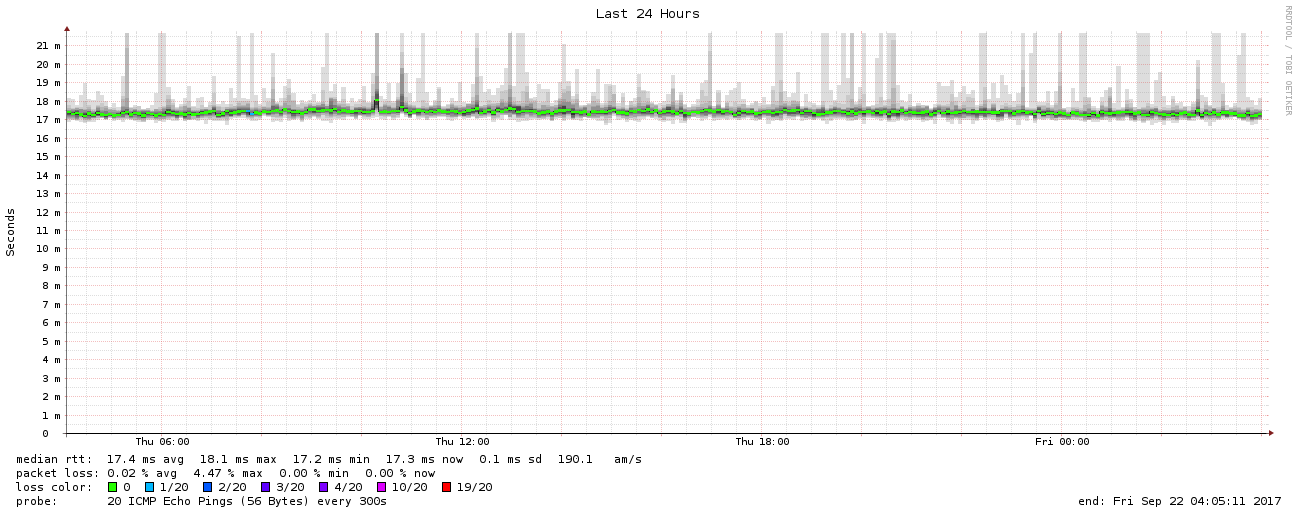 Last 24 Hours
RRDTOOL / TOBI OETIKER
Seconds
21 m
20 m
19 m
18 m
17 m
16 m
15 m
14 m
13 m
12 m
11 m
10 m
9 m
8 m
7 m
6 m
5 m
4 m
3 m
2 m
1 m
0
Thu 06:00 Thu 12:00 Thu 18:00 Fri 00:00
median rtt: 17.4 ms avg 18.1 ms max 17.2 ms min 17.3 ms now 0.1 ms sd 190.1 am/s
packet loss: 0.02 % avg 4.47 % max 0.00 % min 0.00 % now
loss color: 0 1/20 2/20 3/20 4/20 10/20 19/20
probe: 20 ICMP Echo Pings (56 Bytes) every 300s end: Fri Sep 22 04:05:11 2017